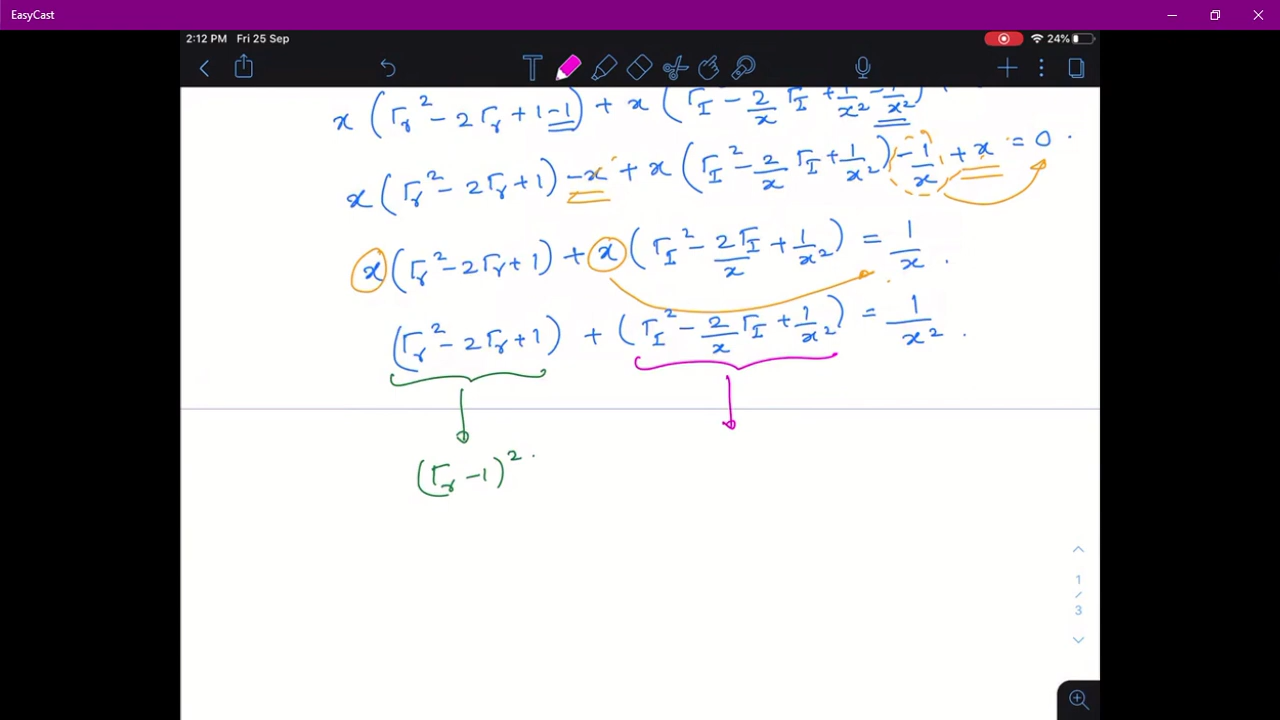 EasyCast
2:12 PM Fri 25 Sep 24%
x (Γr² - 2Γr + 1 - 1) + x (ΓI² - 2/x ΓI + 1/x² - 1/x²)
x (Γr² - 2Γr + 1) - x + x (ΓI² - 2/x ΓI + 1/x²) - 1/x + x = 0.
x (Γr² - 2Γr + 1) + x (ΓI² - 2ΓI/x + 1/x²) = 1/x.
(Γr² - 2Γr + 1) + (ΓI² - 2/x ΓI + 1/x²) = 1/x².
(Γr - 1)².
1
/
3